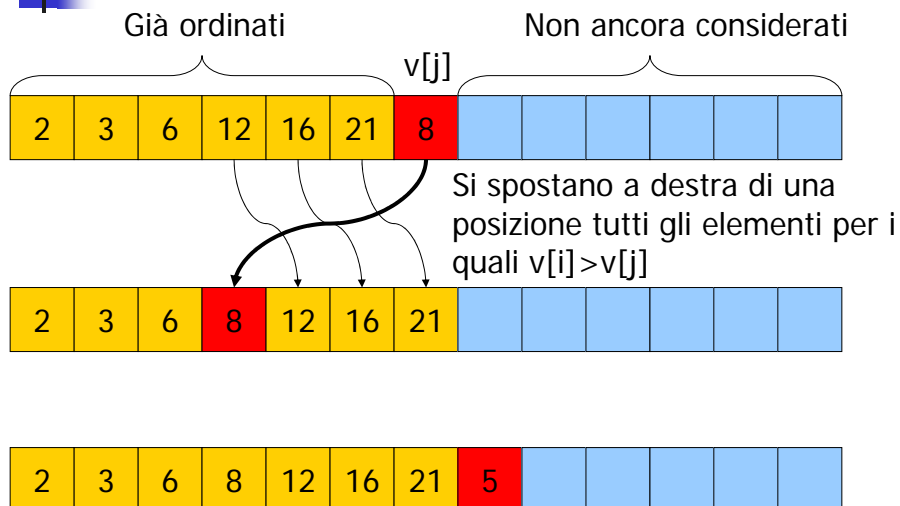 Già ordinati
Non ancora considerati
v[j]
2 3 6 12 16 21 8
Si spostano a destra di una
posizione tutti gli elementi per i
quali v[i]>v[j]
2 3 6 8 12 16 21
2 3 6 8 12 16 21 5